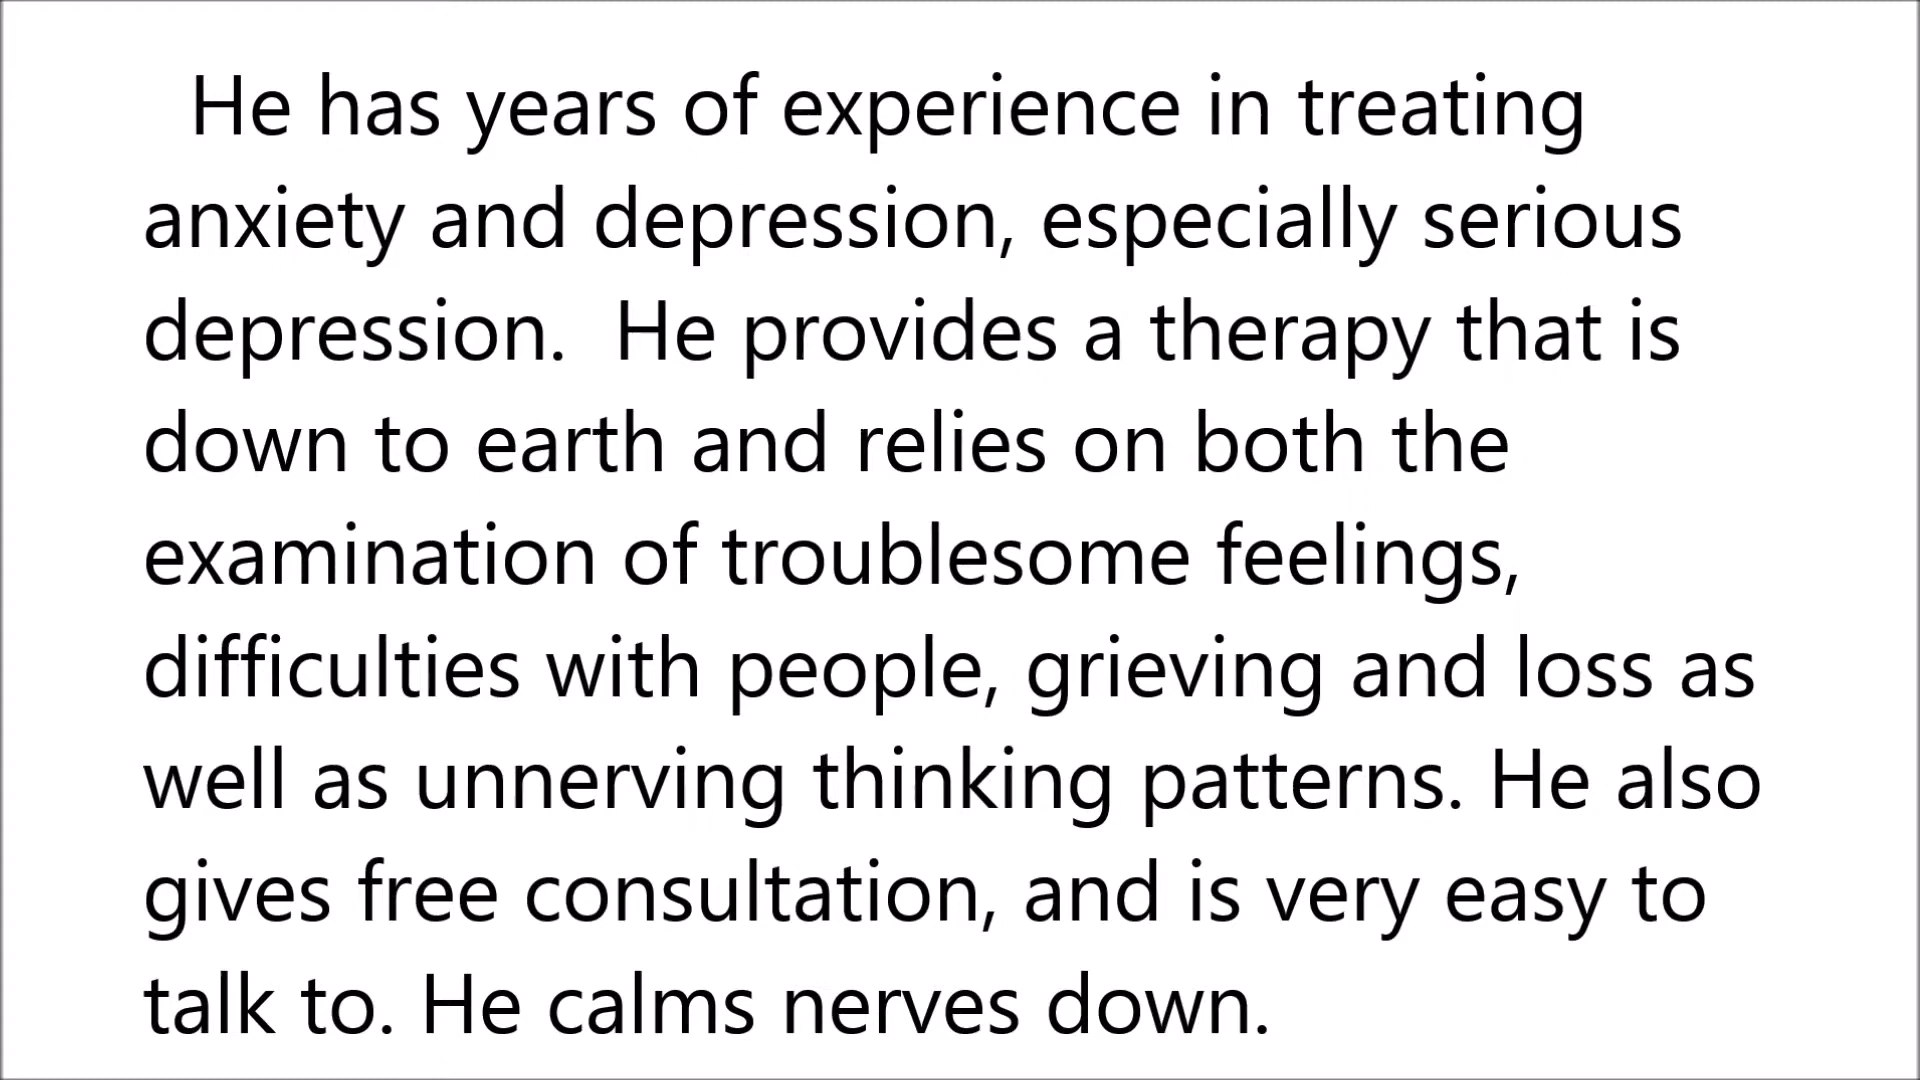 He has years of experience in treating
anxiety and depression, especially serious
depression.  He provides a therapy that is
down to earth and relies on both the
examination of troublesome feelings,
difficulties with people, grieving and loss as
well as unnerving thinking patterns. He also
gives free consultation, and is very easy to
talk to. He calms nerves down.